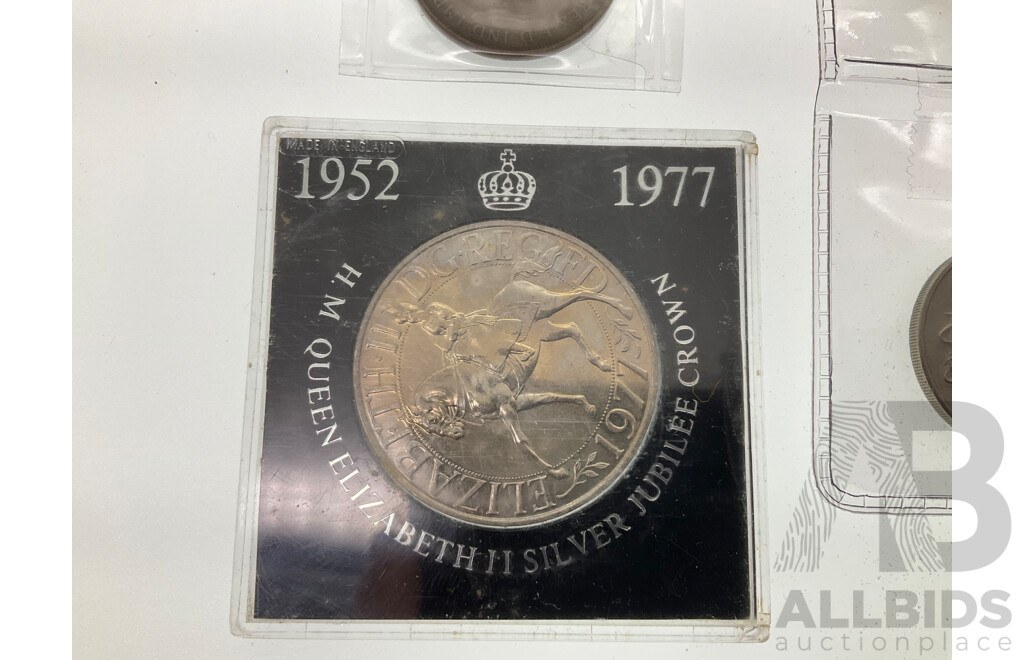 MADE IN ENGLAND
1952 1977
H.M QUEEN ELIZABETH II SILVER JUBILEE CROWN
ELIZABETH·II D·G·REG F·D 1977
ALLBIDS
auctionplace